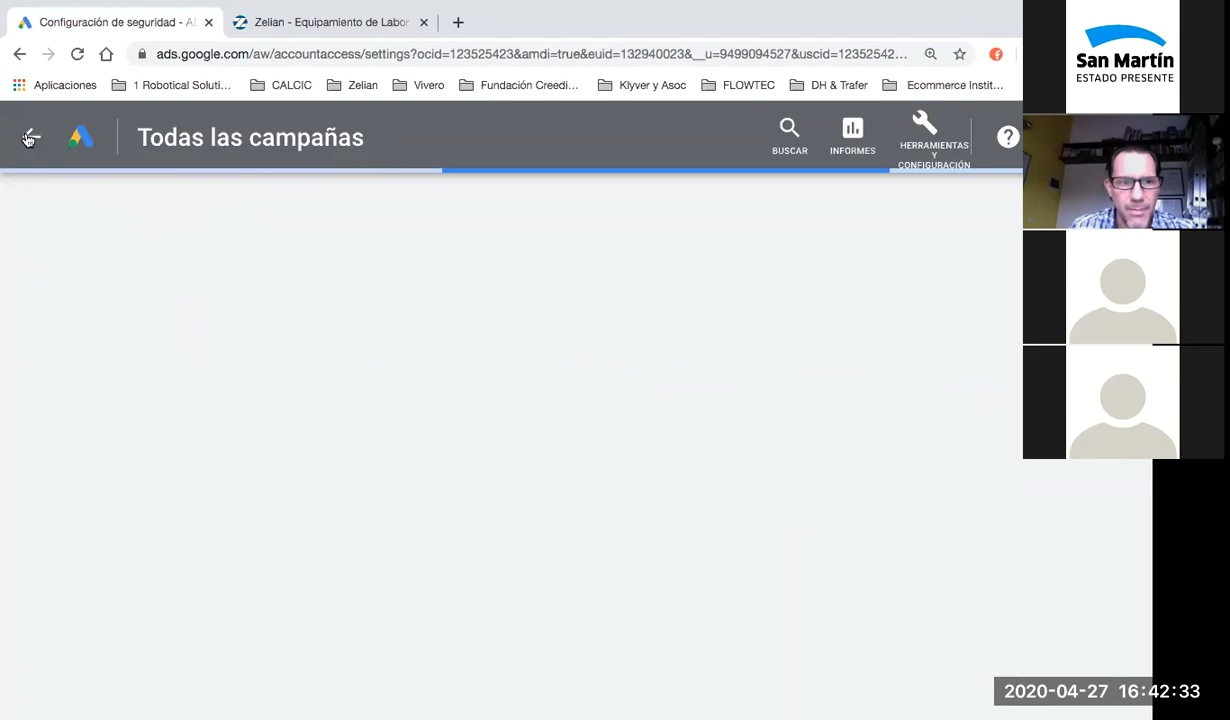 Configuración de seguridad - A
Zelian - Equipamiento de Labor
ads.google.com/aw/accountaccess/settings?ocid=123525423&amdi=true&euid=132940023&__u=9499094527&uscid=12352542...
Aplicaciones
1 Robotical Soluti...
CALCIC
Zelian
Vivero
Fundación Creedi...
Klyver y Asoc
FLOWTEC
DH & Trafer
Ecommerce Instit...
Todas las campañas
BUSCAR
INFORMES
HERRAMIENTAS
Y
CONFIGURACIÓN
San Martín
ESTADO PRESENTE
2020-04-27 16:42:33